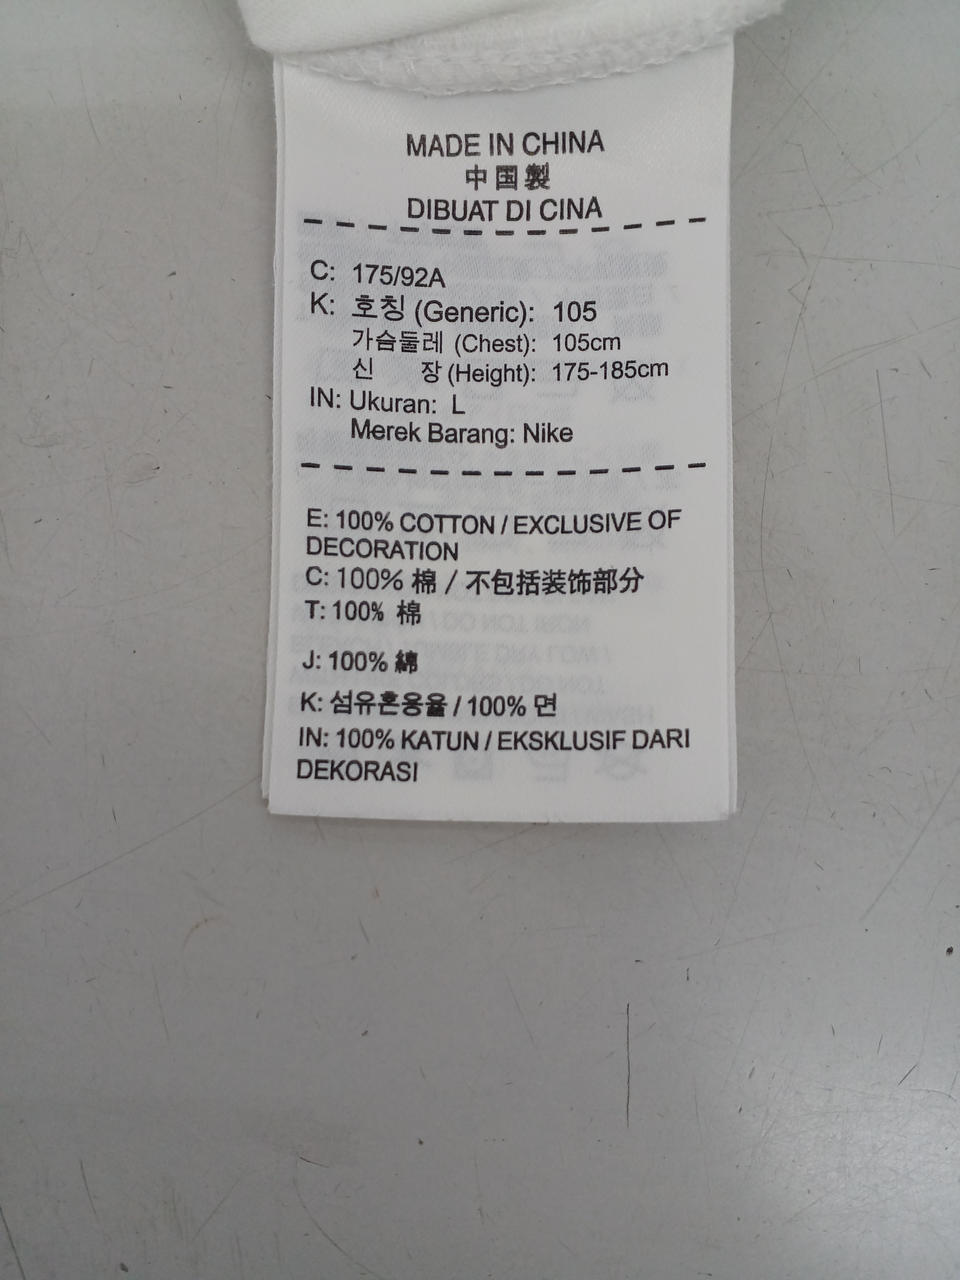 MADE IN CHINA
中国製
DIBUAT DI CINA
C: 175/92A
K: 호칭 (Generic): 105
가슴둘레 (Chest): 105cm
신 장 (Height): 175-185cm
IN: Ukuran: L
Merek Barang: Nike
E: 100% COTTON / EXCLUSIVE OF
DECORATION
C: 100% 棉 / 不包括装饰部分
T: 100% 棉
J: 100% 綿
K: 섬유혼용율 / 100% 면
IN: 100% KATUN / EKSKLUSIF DARI
DEKORASI